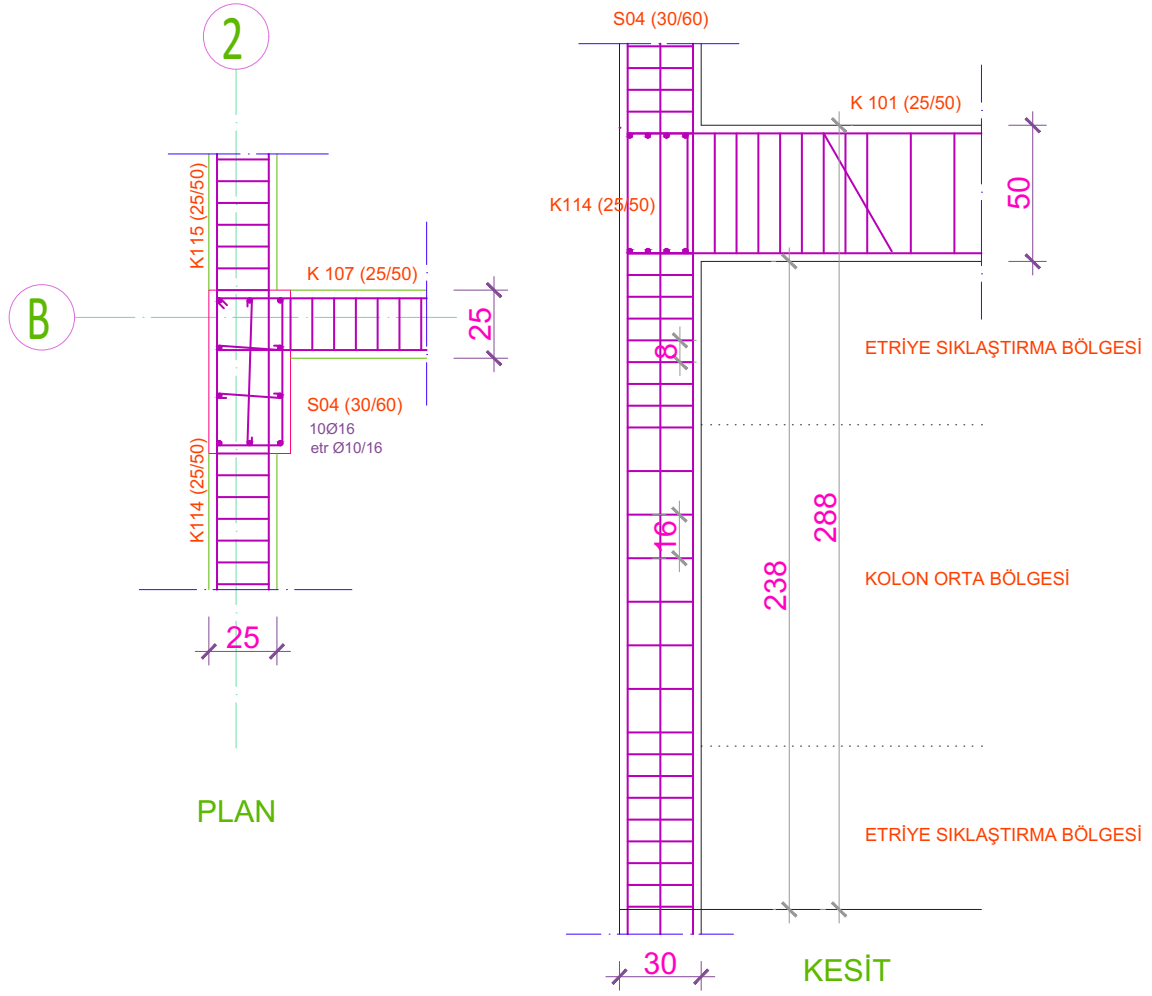 2
B
K115 (25/50)
K 107 (25/50)
25
S04 (30/60)
10Ø16
etr Ø10/16
K114 (25/50)
25
PLAN
S04 (30/60)
K 101 (25/50)
50
K114 (25/50)
8
ETRİYE SIKLAŞTIRMA BÖLGESİ
16
288
238
KOLON ORTA BÖLGESİ
ETRİYE SIKLAŞTIRMA BÖLGESİ
30
KESİT